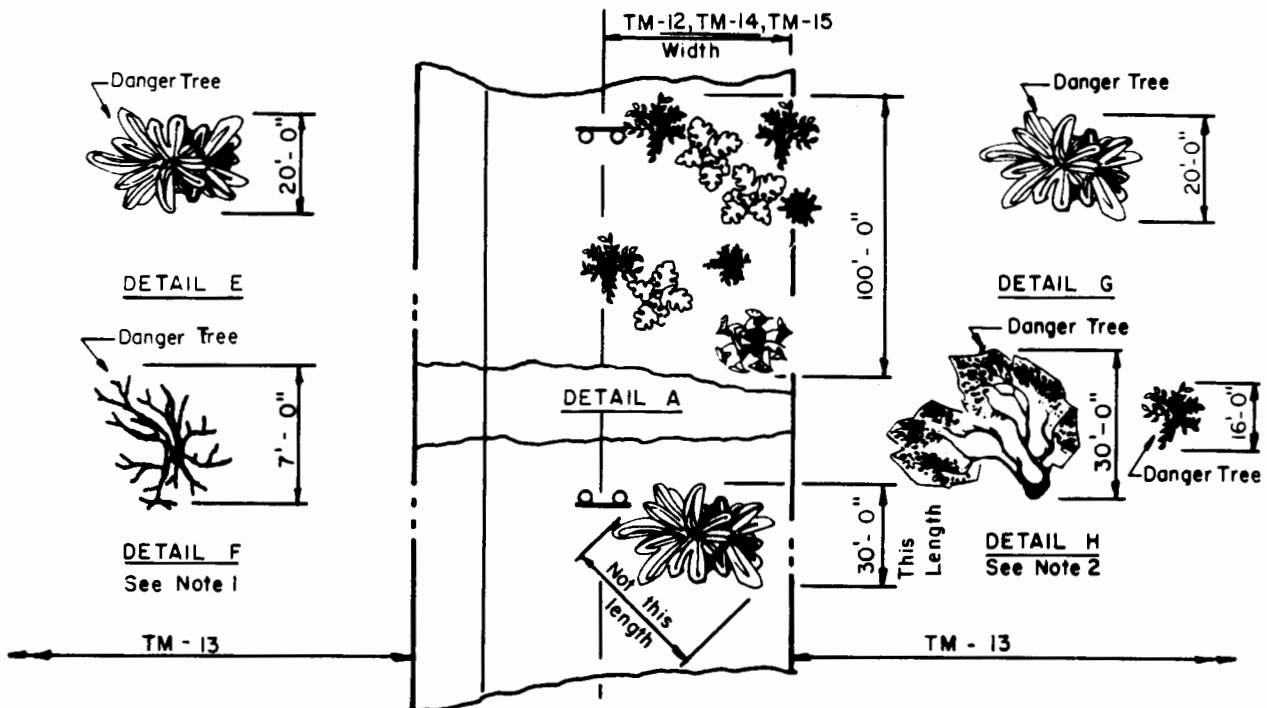 TM-12, TM-14, TM-15
Width
Danger Tree
20'-0"
DETAIL E
Danger Tree
7'-0"
DETAIL F
See Note 1
TM-13
100'-0"
DETAIL A
30'-0"
This Length
Not this length
Danger Tree
20'-0"
DETAIL G
Danger Tree
30'-0"
16'-0"
Danger Tree
DETAIL H
See Note 2
TM-13